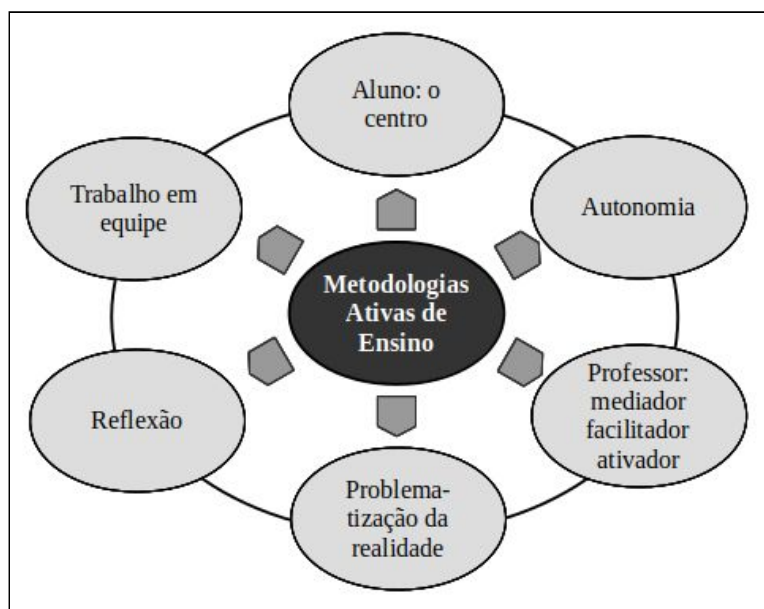 Aluno: o
centro
Trabalho em
equipe
Autonomia
Metodologias
Ativas de
Ensino
Reflexão
Professor:
mediador
facilitador
ativador
Problema-
tização da
realidade